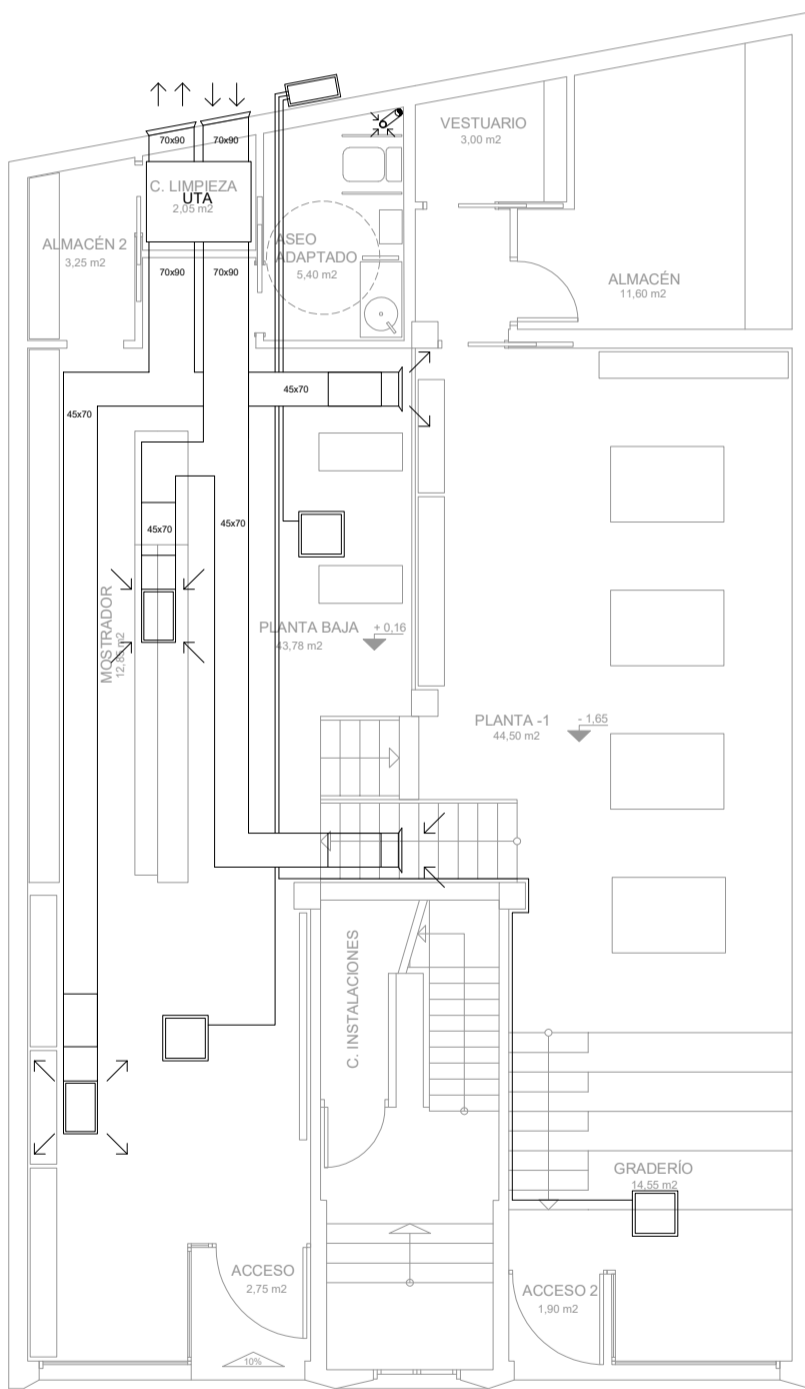 70x90
70x90
VESTUARIO
3,00 m2
C. LIMPIEZA
UTA
2,05 m2
ALMACÉN 2
3,25 m2
ASEO
ADAPTADO
5,40 m2
70x90
70x90
ALMACÉN
11,60 m2
45x70
45x70
45x70
45x70
MOSTRADOR
12,85 m2
PLANTA BAJA
43,78 m2
+ 0,16
PLANTA -1
44,50 m2
- 1,65
C. INSTALACIONES
GRADERÍO
14,55 m2
ACCESO
2,75 m2
ACCESO 2
1,90 m2
10%